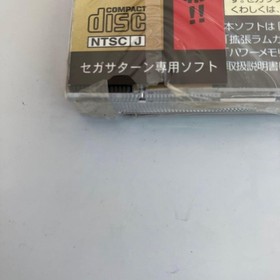 COMPACT
disc
NTSC J
セガサターン専用ソフト
!!
くわしくは、
本ソフトは
「拡張ラムカ
「パワーメモ
取扱説明書